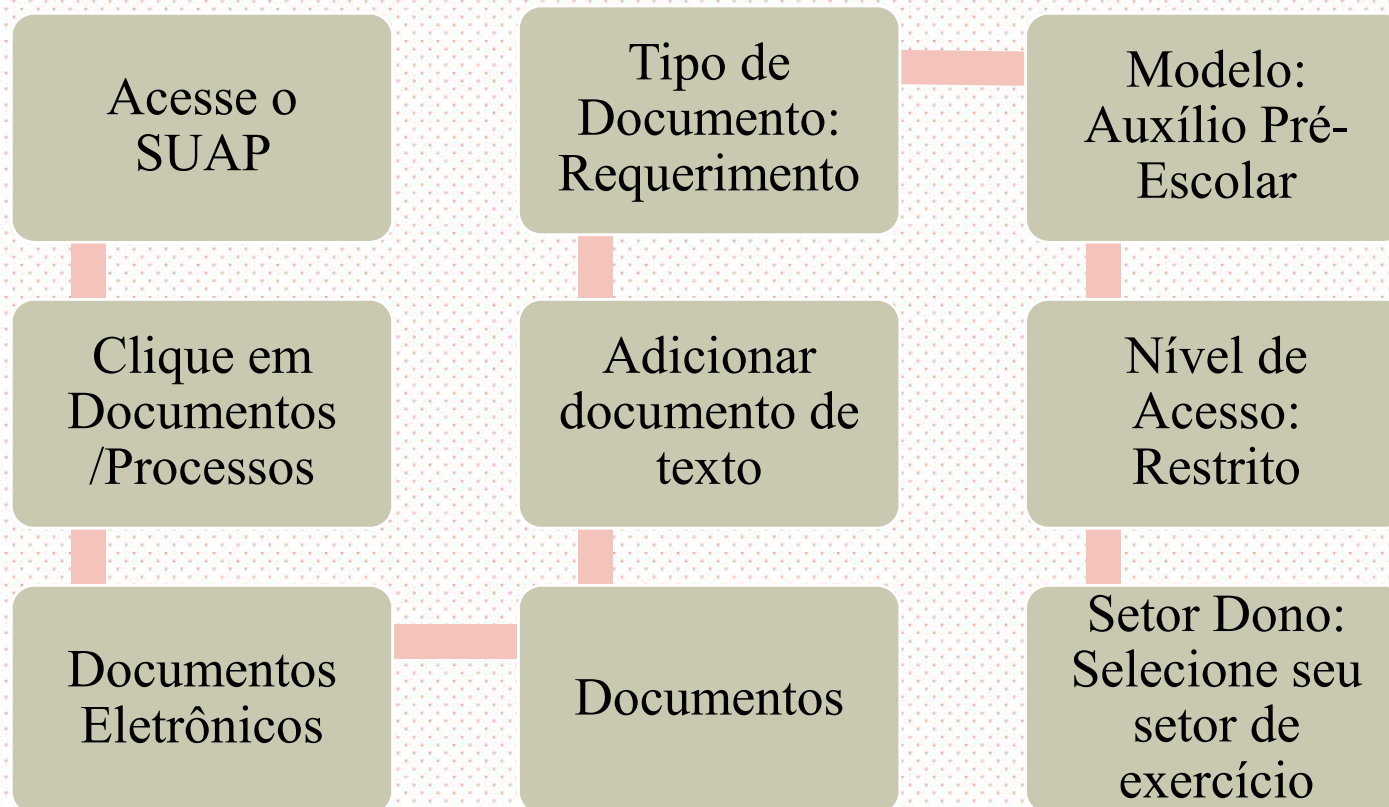 Acesse o
SUAP
Clique em
Documentos
/Processos
Documentos
Eletrônicos
Documentos
Adicionar
documento de
texto
Tipo de
Documento:
Requerimento
Modelo:
Auxílio Pré-
Escolar
Nível de
Acesso:
Restrito
Setor Dono:
Selecione seu
setor de
exercício